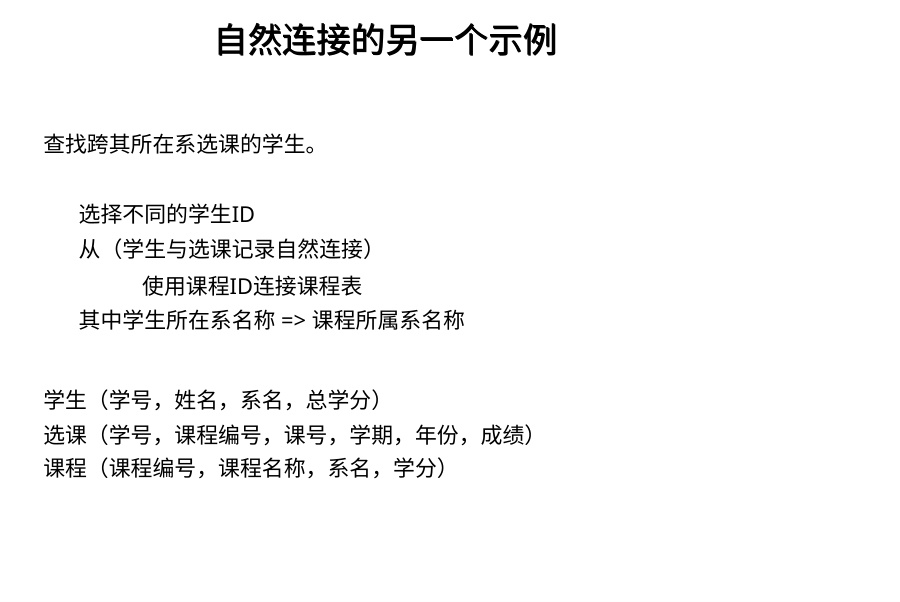 自然连接的另一个示例
查找跨其所在系选课的学生。
选择不同的学生ID
从（学生与选课记录自然连接）
使用课程ID连接课程表
其中学生所在系名称 => 课程所属系名称
学生（学号，姓名，系名，总学分）
选课（学号，课程编号，课号，学期，年份，成绩）
课程（课程编号，课程名称，系名，学分）